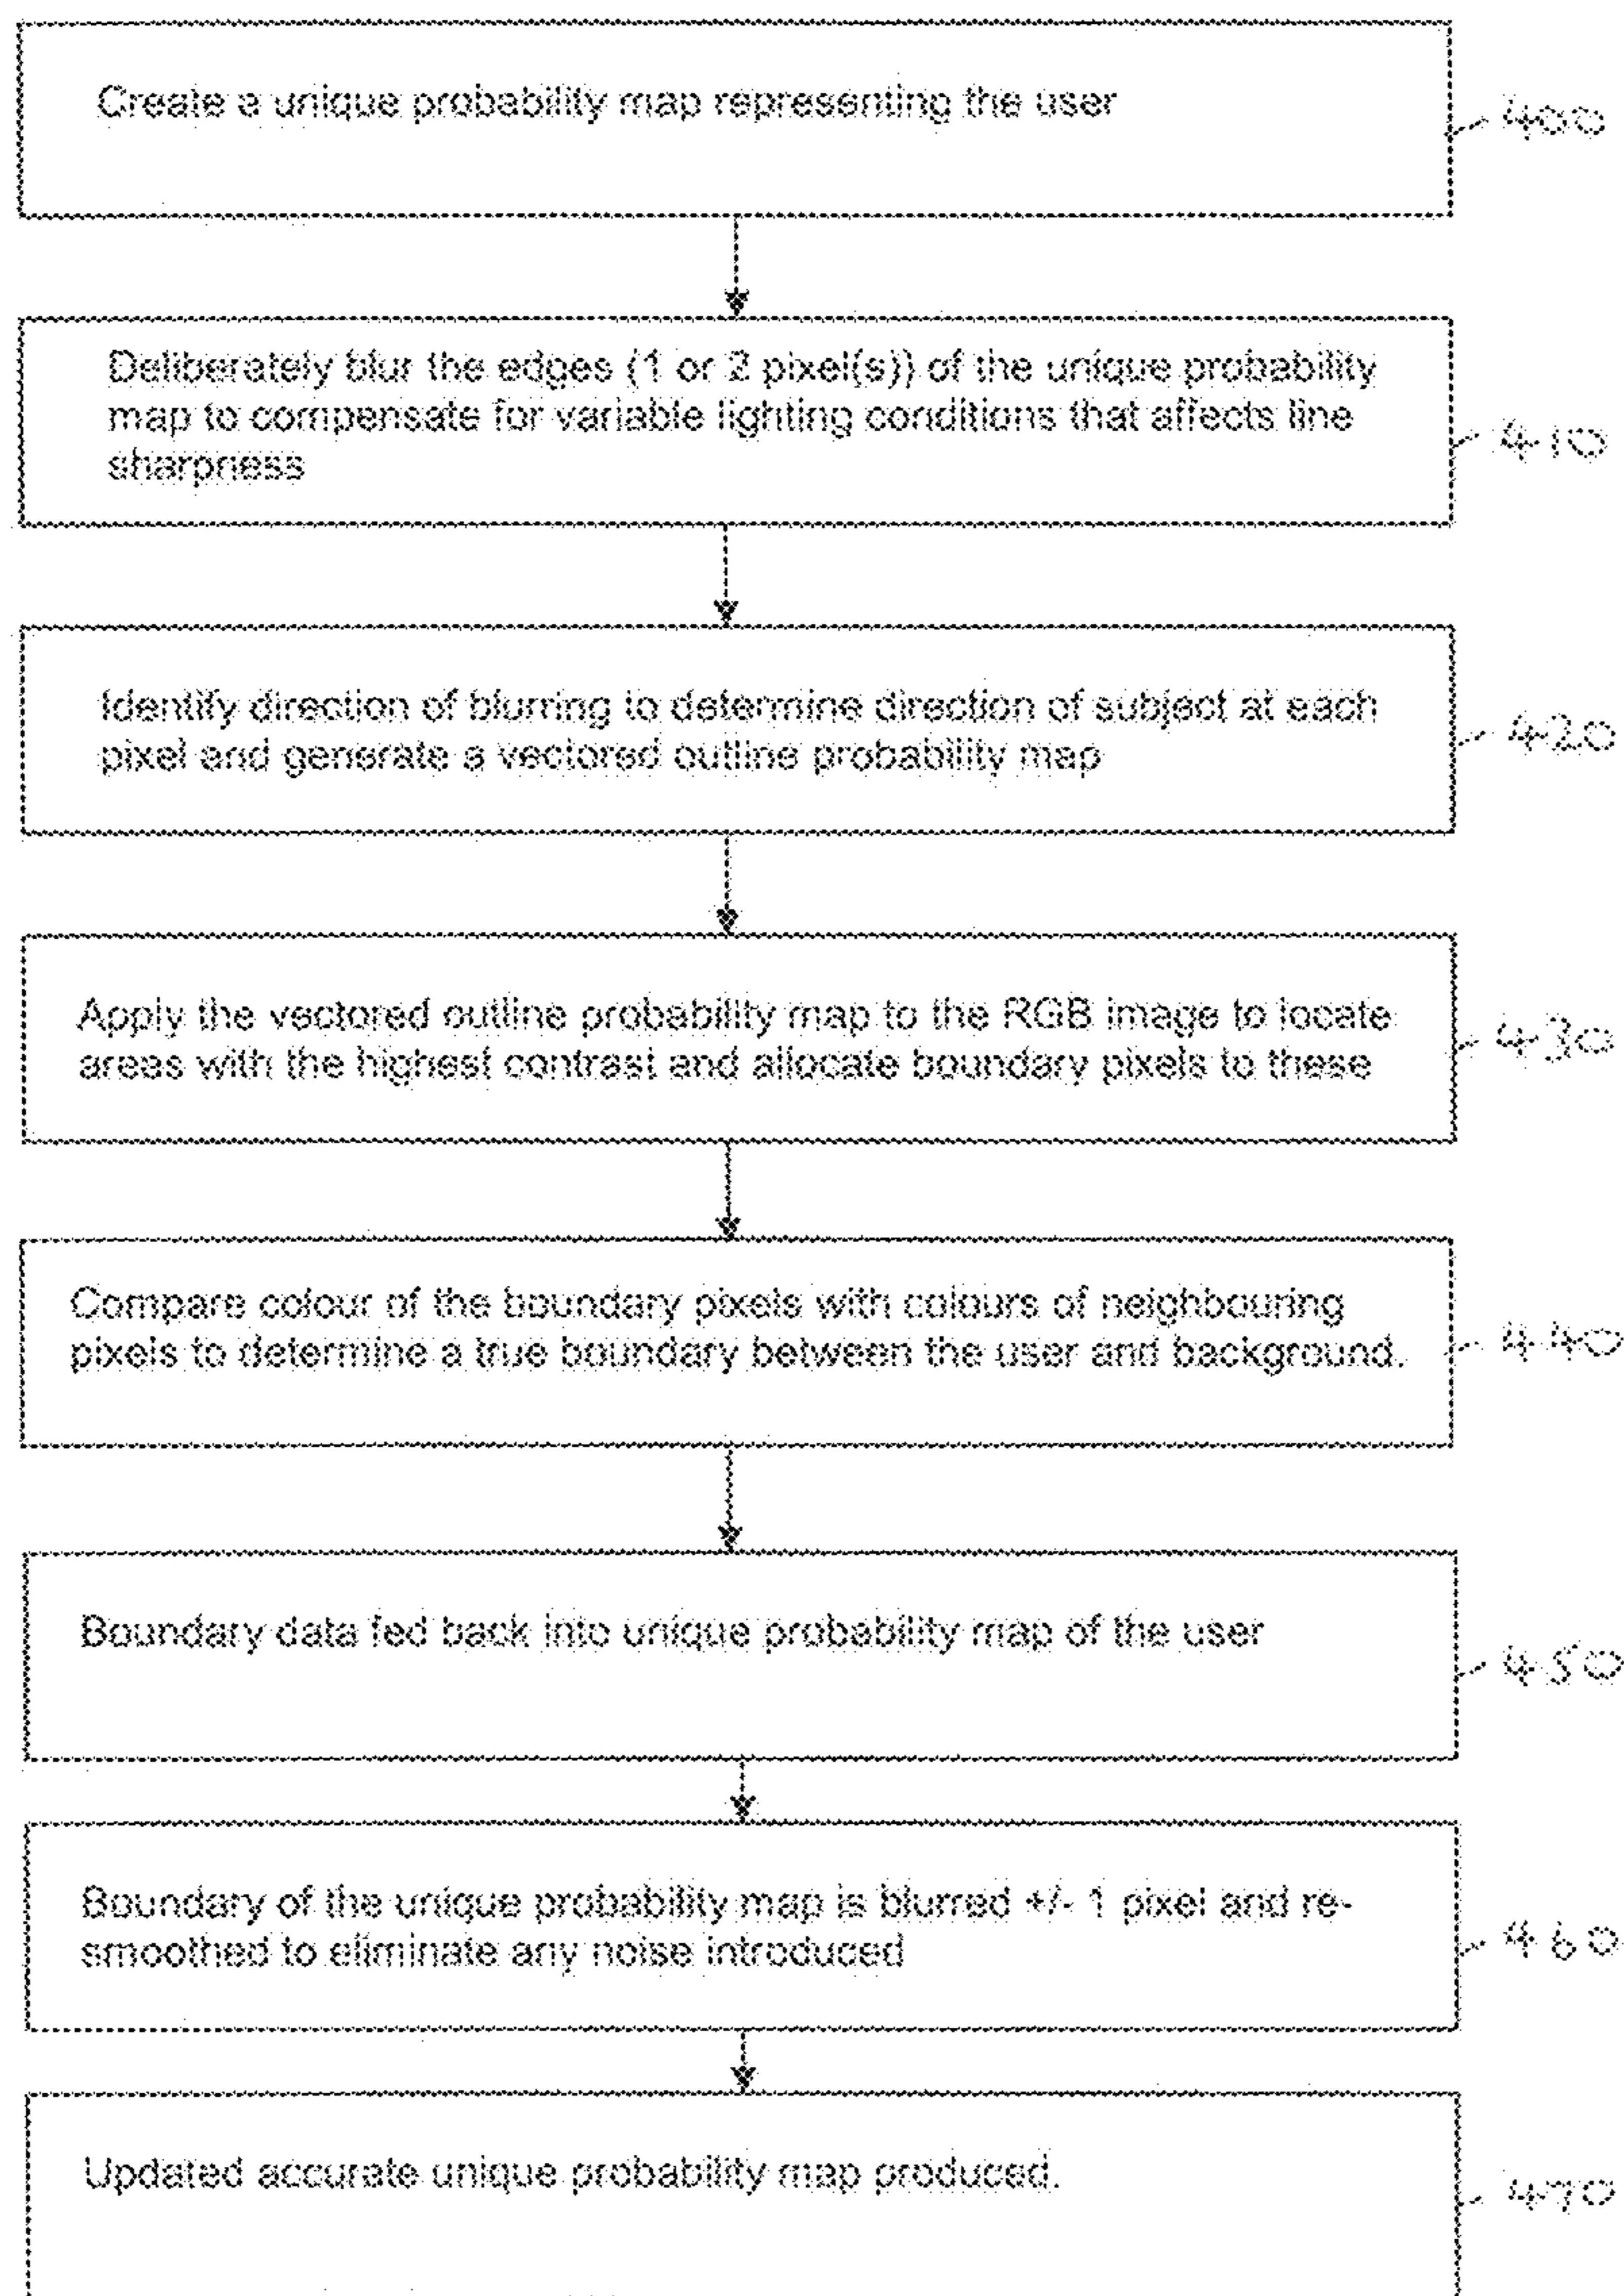 Create a unique probability map representing the user
400
Deliberately blur the edges (1 or 2 pixel(s)) of the unique probability
map to compensate for variable lighting conditions that affects line
sharpness
410
Identify direction of blurring to determine direction of subject at each
pixel and generate a vectored outline probability map
420
Apply the vectored outline probability map to the RGB image to locate
areas with the highest contrast and allocate boundary pixels to these
430
Compare colour of the boundary pixels with colours of neighbouring
pixels to determine a true boundary between the user and background.
440
Boundary data fed back into unique probability map of the user
450
Boundary of the unique probability map is blurred +/- 1 pixel and re-
smoothed to eliminate any noise introduced
460
Updated accurate unique probability map produced.
470